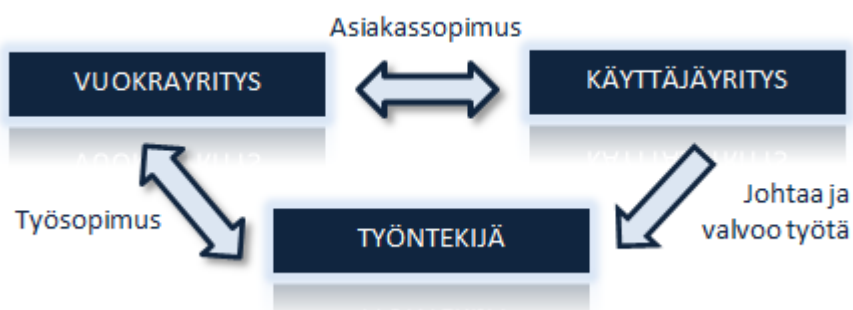 Asiakassopimus
VUOKRAYRITYS
KÄYTTÄJÄYRITYS
Työsopimus
TYÖNTEKIJÄ
Johtaa ja
valvoo työtä